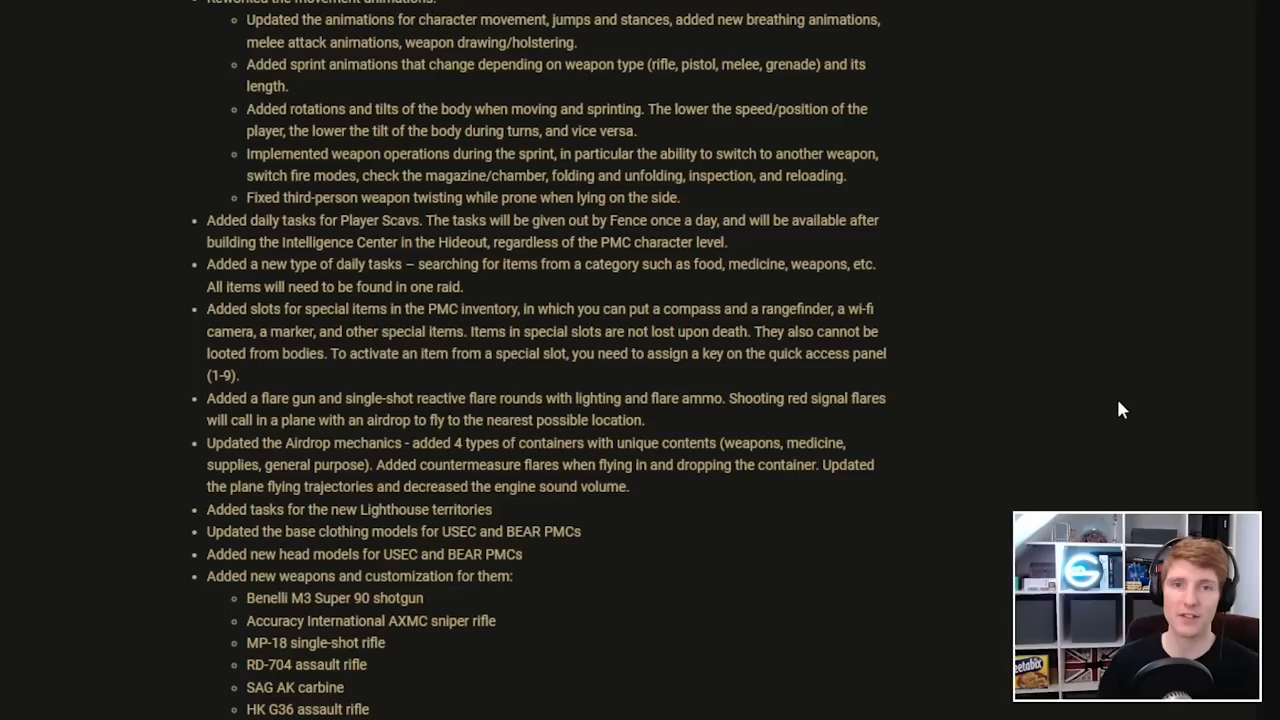 Reworked the movement animations:
Updated the animations for character movement, jumps and stances, added new breathing animations,
melee attack animations, weapon drawing/holstering.
Added sprint animations that change depending on weapon type (rifle, pistol, melee, grenade) and its
length.
Added rotations and tilts of the body when moving and sprinting. The lower the speed/position of the
player, the lower the tilt of the body during turns, and vice versa.
Implemented weapon operations during the sprint, in particular the ability to switch to another weapon,
switch fire modes, check the magazine/chamber, folding and unfolding, inspection, and reloading.
Fixed third-person weapon twisting while prone when lying on the side.
Added daily tasks for Player Scavs. The tasks will be given out by Fence once a day, and will be available after
building the Intelligence Center in the Hideout, regardless of the PMC character level.
Added a new type of daily tasks – searching for items from a category such as food, medicine, weapons, etc.
All items will need to be found in one raid.
Added slots for special items in the PMC inventory, in which you can put a compass and a rangefinder, a wi-fi
camera, a marker, and other special items. Items in special slots are not lost upon death. They also cannot be
looted from bodies. To activate an item from a special slot, you need to assign a key on the quick access panel
(1-9).
Added a flare gun and single-shot reactive flare rounds with lighting and flare ammo. Shooting red signal flares
will call in a plane with an airdrop to fly to the nearest possible location.
Updated the Airdrop mechanics - added 4 types of containers with unique contents (weapons, medicine,
supplies, general purpose). Added countermeasure flares when flying in and dropping the container. Updated
the plane flying trajectories and decreased the engine sound volume.
Added tasks for the new Lighthouse territories
Updated the base clothing models for USEC and BEAR PMCs
Added new head models for USEC and BEAR PMCs
Added new weapons and customization for them:
Benelli M3 Super 90 shotgun
Accuracy International AXMC sniper rifle
MP-18 single-shot rifle
RD-704 assault rifle
SAG AK carbine
HK G36 assault rifle